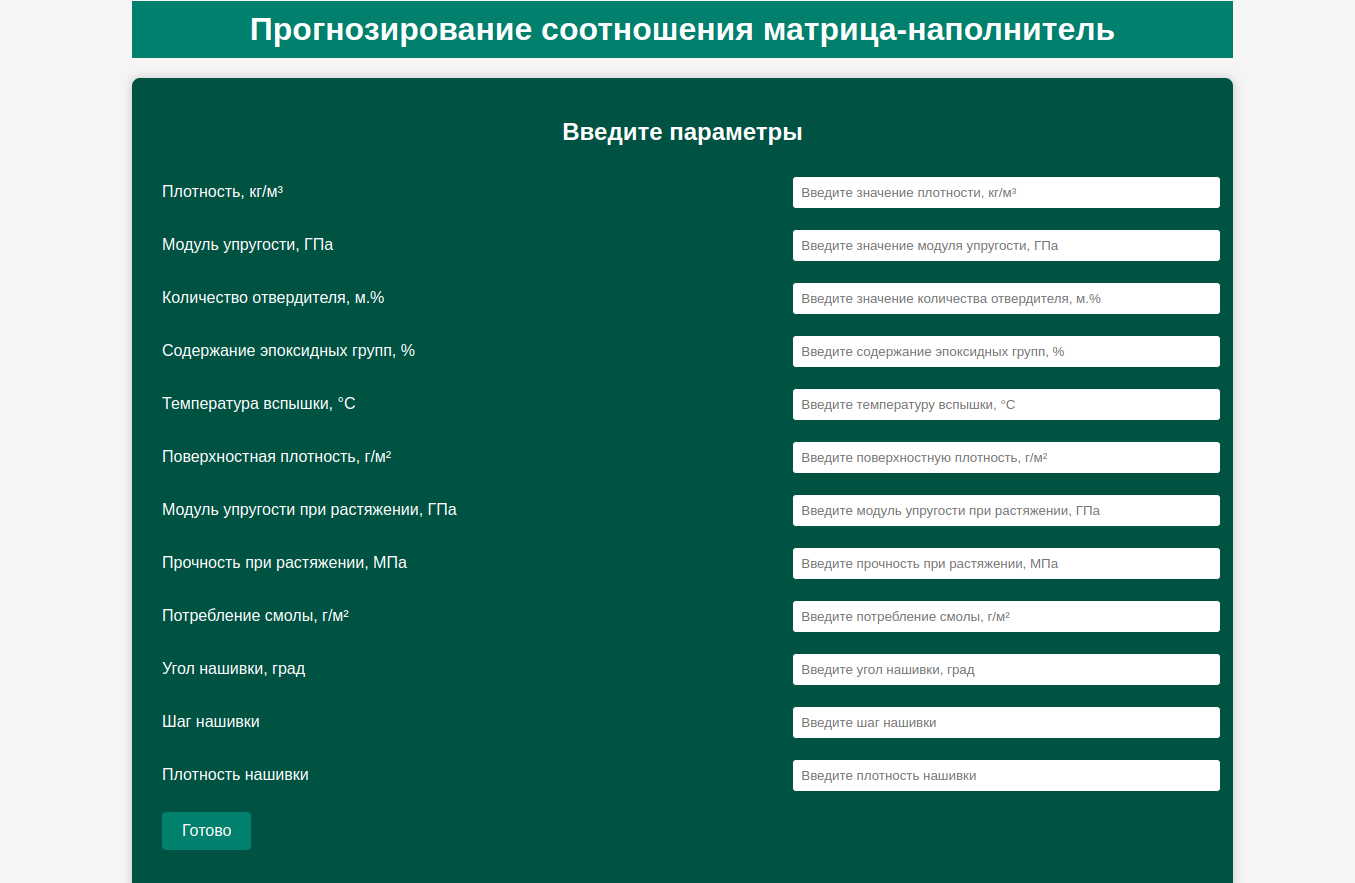 Прогнозирование соотношения матрица-наполнитель
Введите параметры
Плотность, кг/м³
Введите значение плотности, кг/м³
Модуль упругости, ГПа
Введите значение модуля упругости, ГПа
Количество отвердителя, м.%
Введите значение количества отвердителя, м.%
Содержание эпоксидных групп, %
Введите содержание эпоксидных групп, %
Температура вспышки, °С
Введите температуру вспышки, °С
Поверхностная плотность, г/м²
Введите поверхностную плотность, г/м²
Модуль упругости при растяжении, ГПа
Введите модуль упругости при растяжении, ГПа
Прочность при растяжении, МПа
Введите прочность при растяжении, МПа
Потребление смолы, г/м²
Введите потребление смолы, г/м²
Угол нашивки, град
Введите угол нашивки, град
Шаг нашивки
Введите шаг нашивки
Плотность нашивки
Введите плотность нашивки
Готово